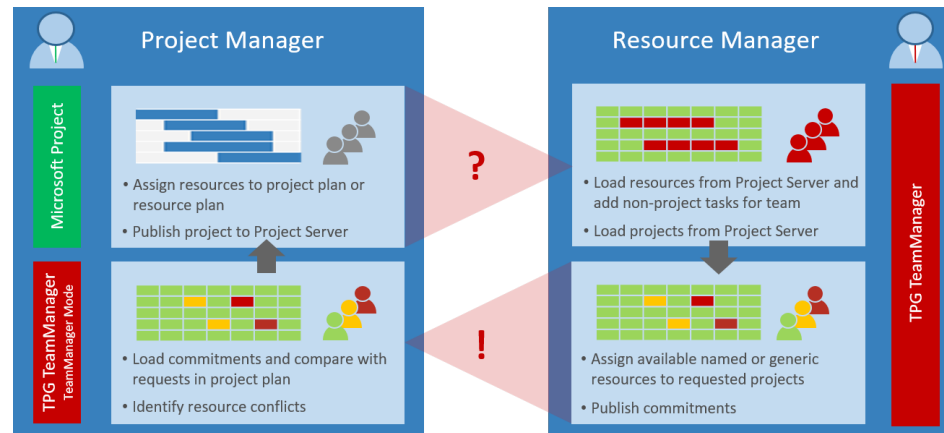 Project Manager
Microsoft Project
• Assign resources to project plan or
resource plan
• Publish project to Project Server
TPG TeamManager
TeamManager Mode
• Load commitments and compare with
requests in project plan
• Identify resource conflicts
?
!
Resource Manager
• Load resources from Project Server and
add non-project tasks for team
• Load projects from Project Server
• Assign available named or generic
resources to requested projects
• Publish commitments
TPG TeamManager